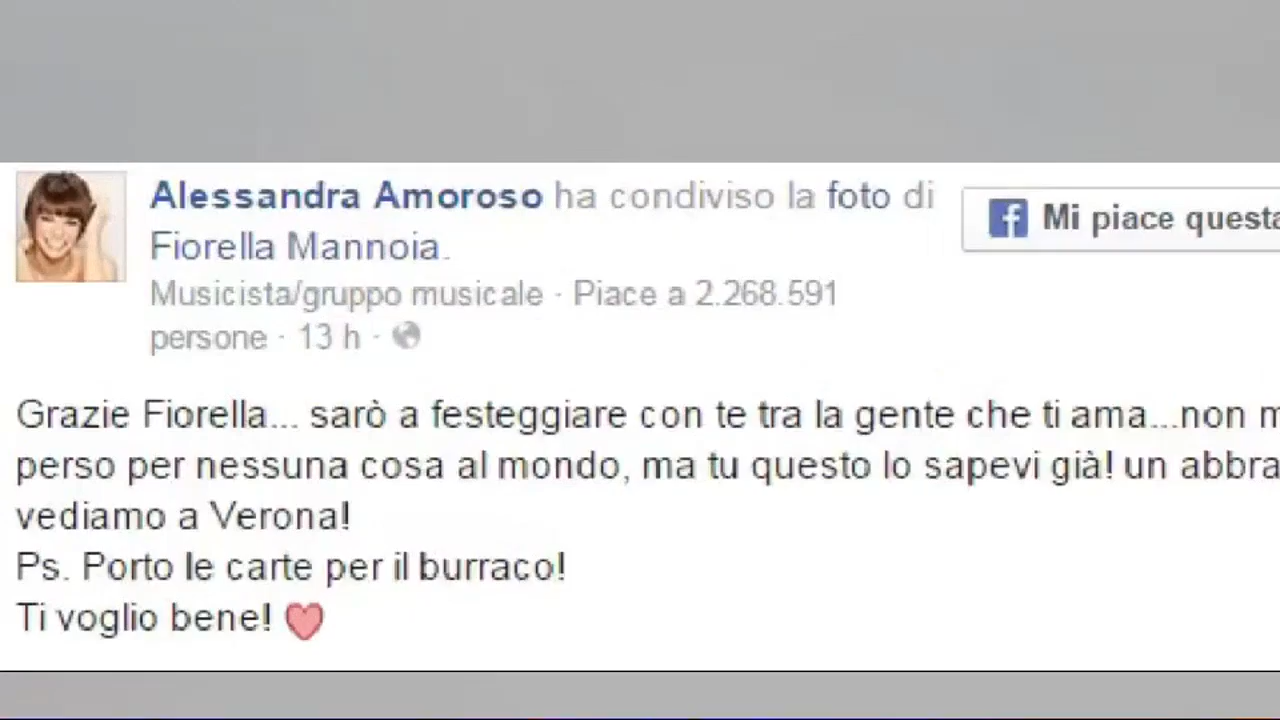 Alessandra Amoroso ha condiviso la foto di
Fiorella Mannoia.
Mi piace questa
Musicista/gruppo musicale · Piace a 2.268.591
persone · 13 h ·
Grazie Fiorella... sarò a festeggiare con te tra la gente che ti ama...non
perso per nessuna cosa al mondo, ma tu questo lo sapevi già! un
vediamo a Verona!
Ps. Porto le carte per il burraco!
Ti voglio bene!